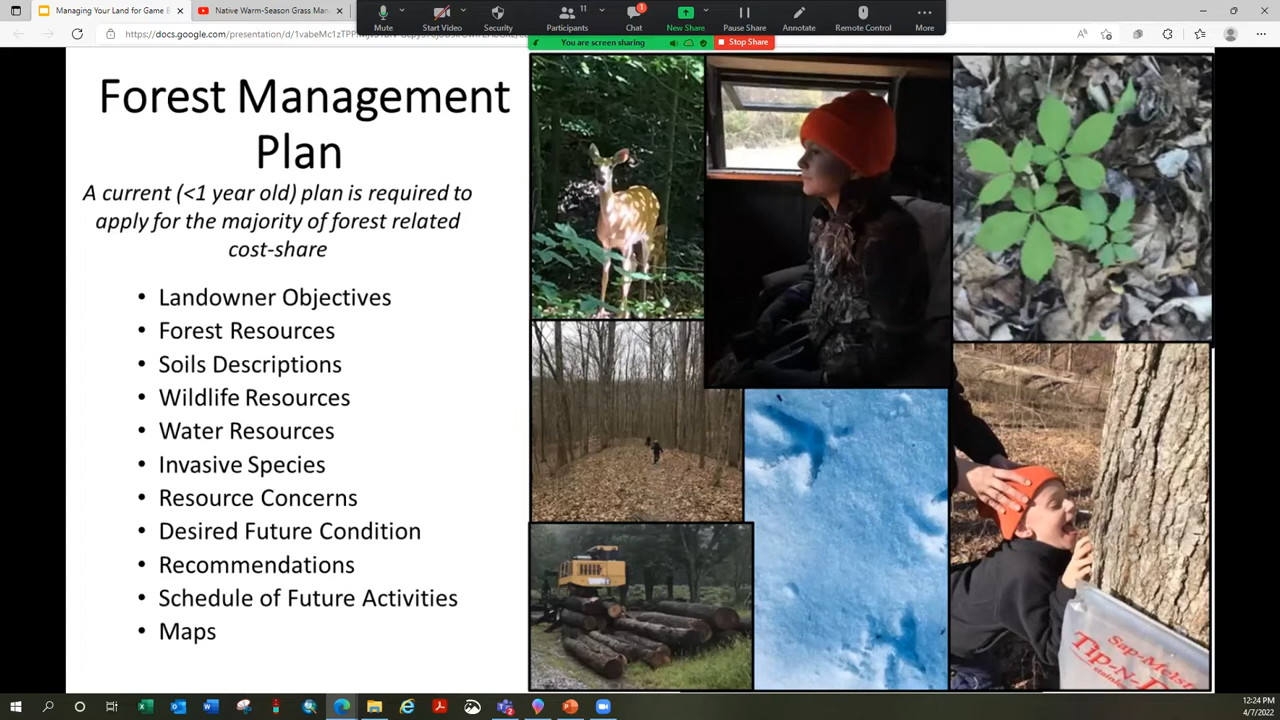 Managing Your Land for Game B
Native Warm-Season Grass Man
Mute
Start Video
Security
11
Participants
1
Chat
New Share
Pause Share
Annotate
Remote Control
More
You are screen sharing
Stop Share
Forest Management
Plan
A current (<1 year old) plan is required to
apply for the majority of forest related
cost-share
• Landowner Objectives
• Forest Resources
• Soils Descriptions
• Wildlife Resources
• Water Resources
• Invasive Species
• Resource Concerns
• Desired Future Condition
• Recommendations
• Schedule of Future Activities
• Maps
Sap-Meist
12:24 PM
4/7/2022